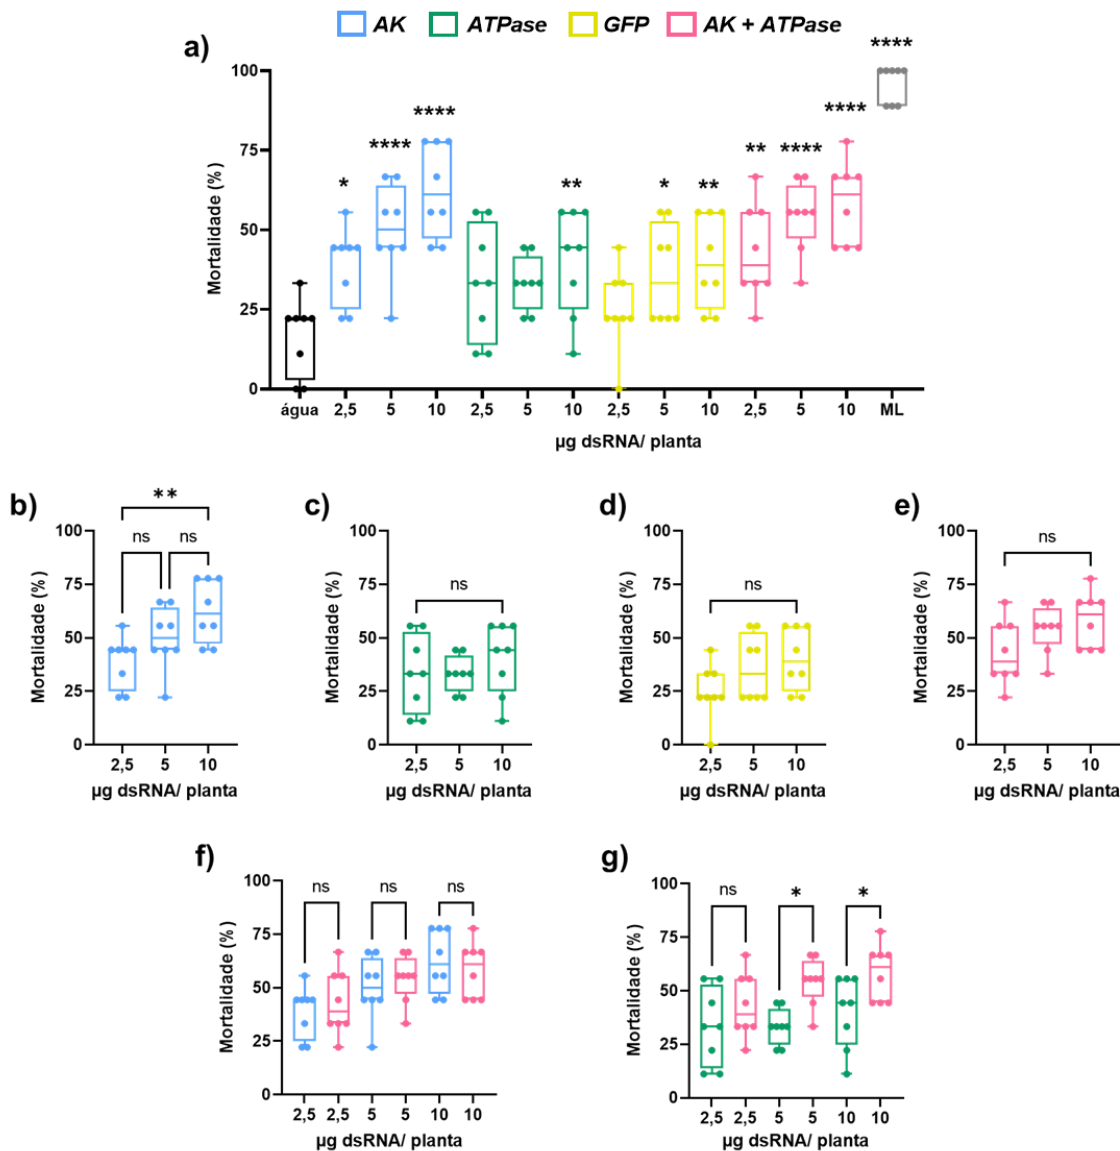 AK ATPase GFP AK + ATPase
a)
Mortalidade (%)
100
75
50
25
0
* **** **** ** * ** ** **** **** ****
água 2,5 5 10 2,5 5 10 2,5 5 10 2,5 5 10 ML
µg dsRNA/ planta
b)
Mortalidade (%)
100
75
50
25
0
**
ns ns
2,5 5 10
µg dsRNA/ planta
c)
Mortalidade (%)
100
75
50
25
0
ns
2,5 5 10
µg dsRNA/ planta
d)
Mortalidade (%)
100
75
50
25
0
ns
2,5 5 10
µg dsRNA/ planta
e)
Mortalidade (%)
100
75
50
25
0
ns
2,5 5 10
µg dsRNA/ planta
f)
Mortalidade (%)
100
75
50
25
0
ns ns ns
2,5 2,5 5 5 10 10
µg dsRNA/ planta
g)
Mortalidade (%)
100
75
50
25
0
ns * *
2,5 2,5 5 5 10 10
µg dsRNA/ planta